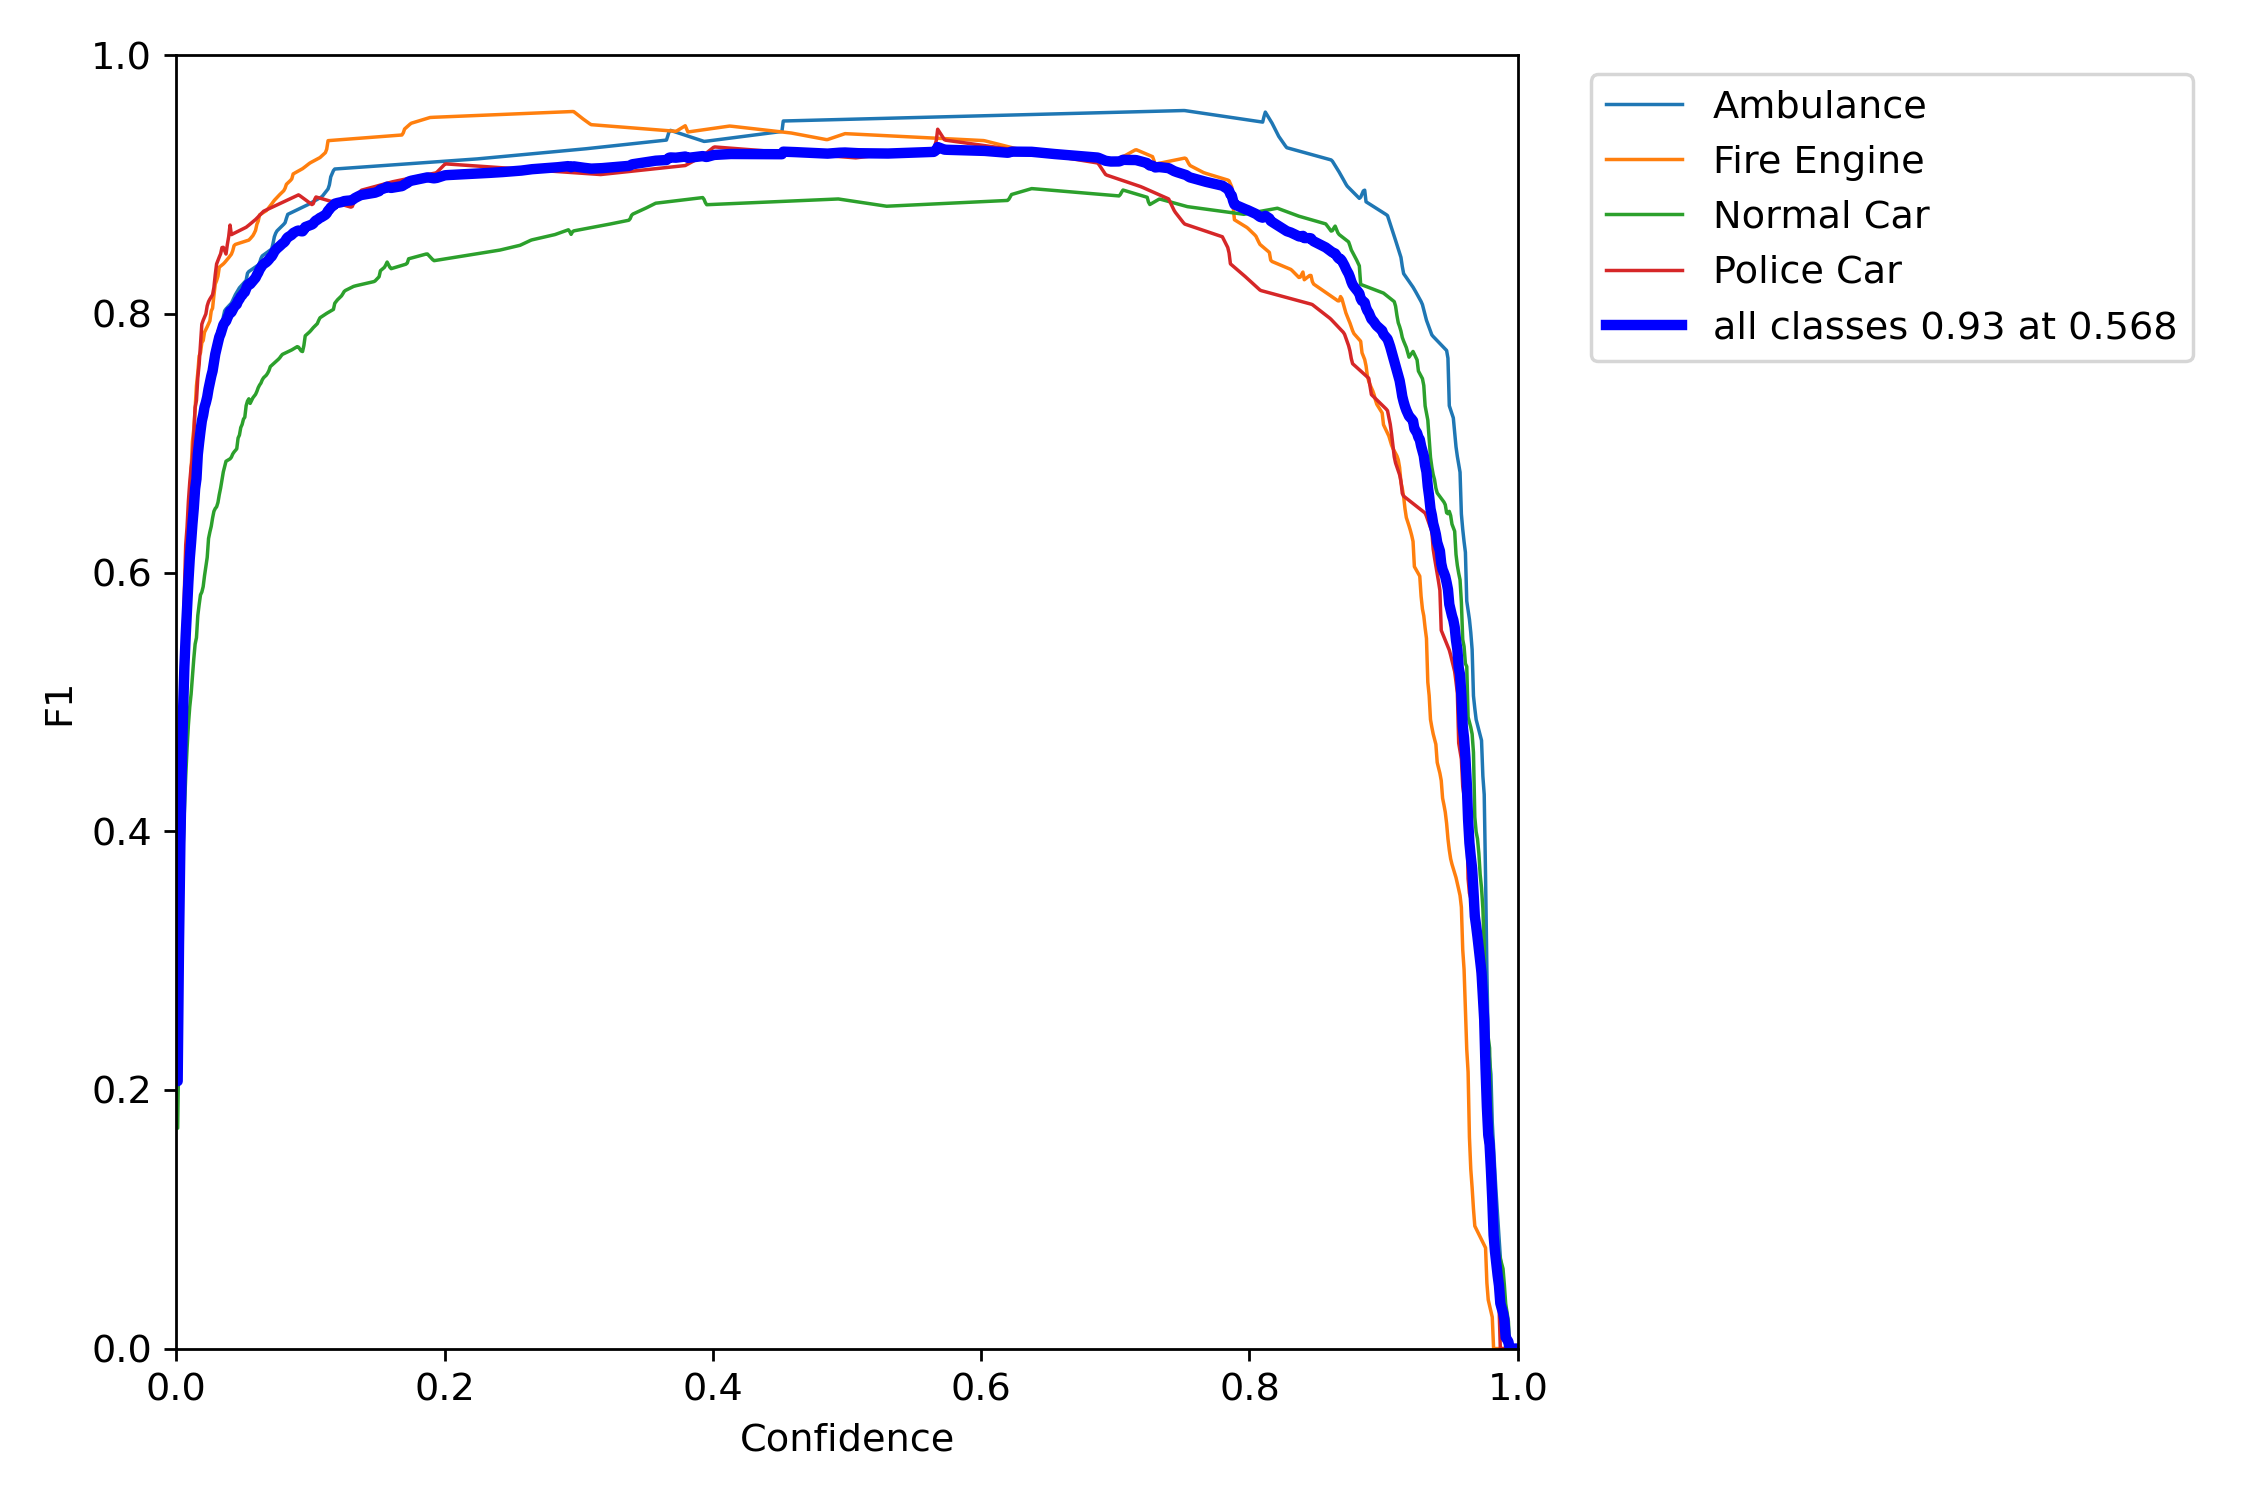 1.0
0.8
0.6
0.4
0.2
0.0
F1
0.0 0.2 0.4 0.6 0.8 1.0
Confidence
Ambulance
Fire Engine
Normal Car
Police Car
all classes 0.93 at 0.568